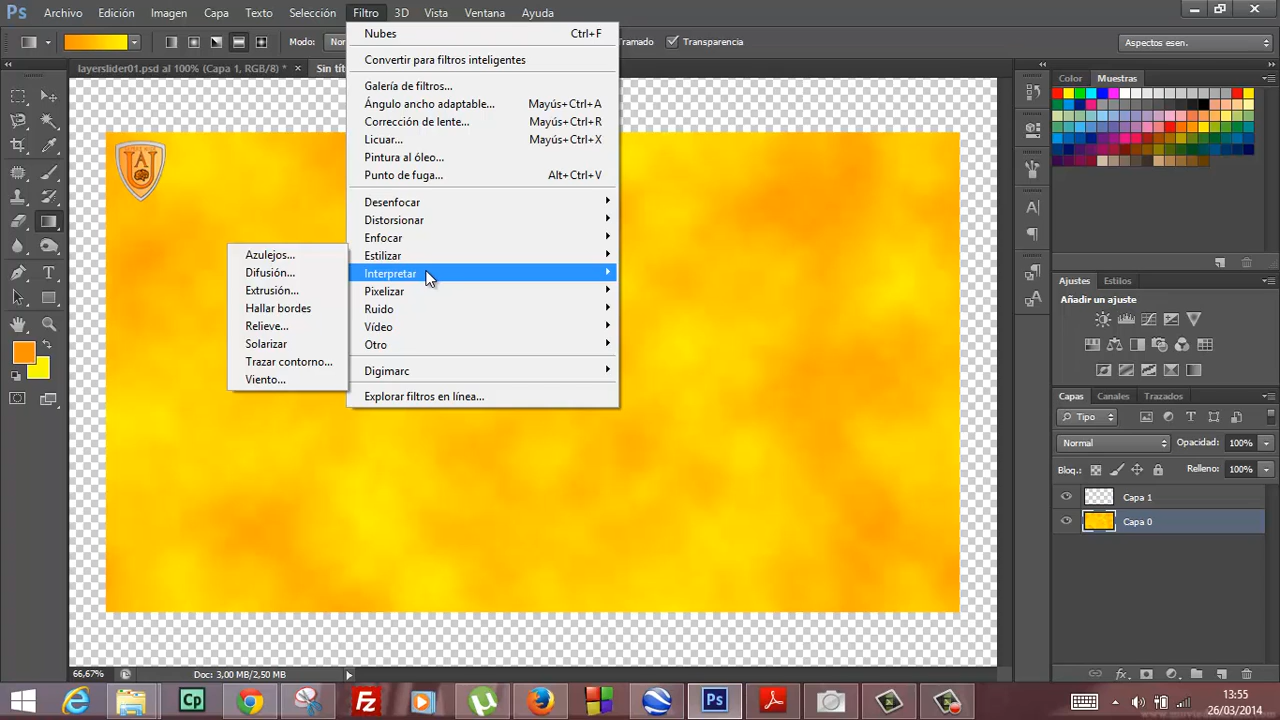 Ps Archivo Edición Imagen Capa Texto Selección Filtro 3D Vista Ventana Ayuda
Modo: Tramado Transparencia Aspectos esen.
layerslider01.psd al 100% (Capa 1, RGB/8) * ×
Nubes Ctrl+F
Convertir para filtros inteligentes
Galería de filtros...
Ángulo ancho adaptable... Mayús+Ctrl+A
Corrección de lente... Mayús+Ctrl+R
Licuar... Mayús+Ctrl+X
Pintura al óleo...
Punto de fuga... Alt+Ctrl+V
Desenfocar
Distorsionar
Enfocar
Estilizar
Interpretar
Pixelizar
Ruido
Vídeo
Otro
Digimarc
Explorar filtros en línea...
Azulejos...
Difusión...
Extrusión...
Hallar bordes
Relieve...
Solarizar
Trazar contorno...
Viento...
Color Muestras
Ajustes Estilos
Añadir un ajuste
Capas Canales Trazados
Tipo
Normal Opacidad: 100%
Bloq.: Relleno: 100%
Capa 1
Capa 0
66,67% Doc: 3,00 MB/2,50 MB
Cp
Fz
Ps
13:55
26/03/2014